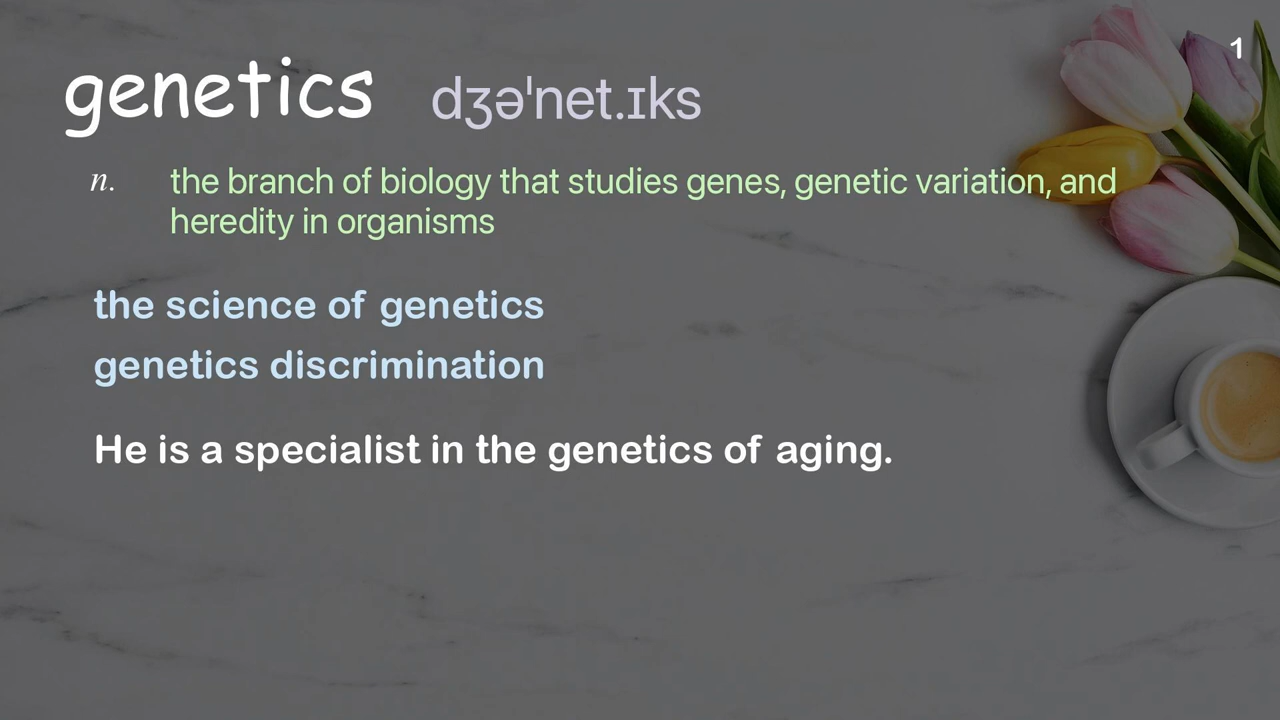 1
genetics dʒəˈnet.ɪks
n. the branch of biology that studies genes, genetic variation, and
heredity in organisms
the science of genetics
genetics discrimination
He is a specialist in the genetics of aging.